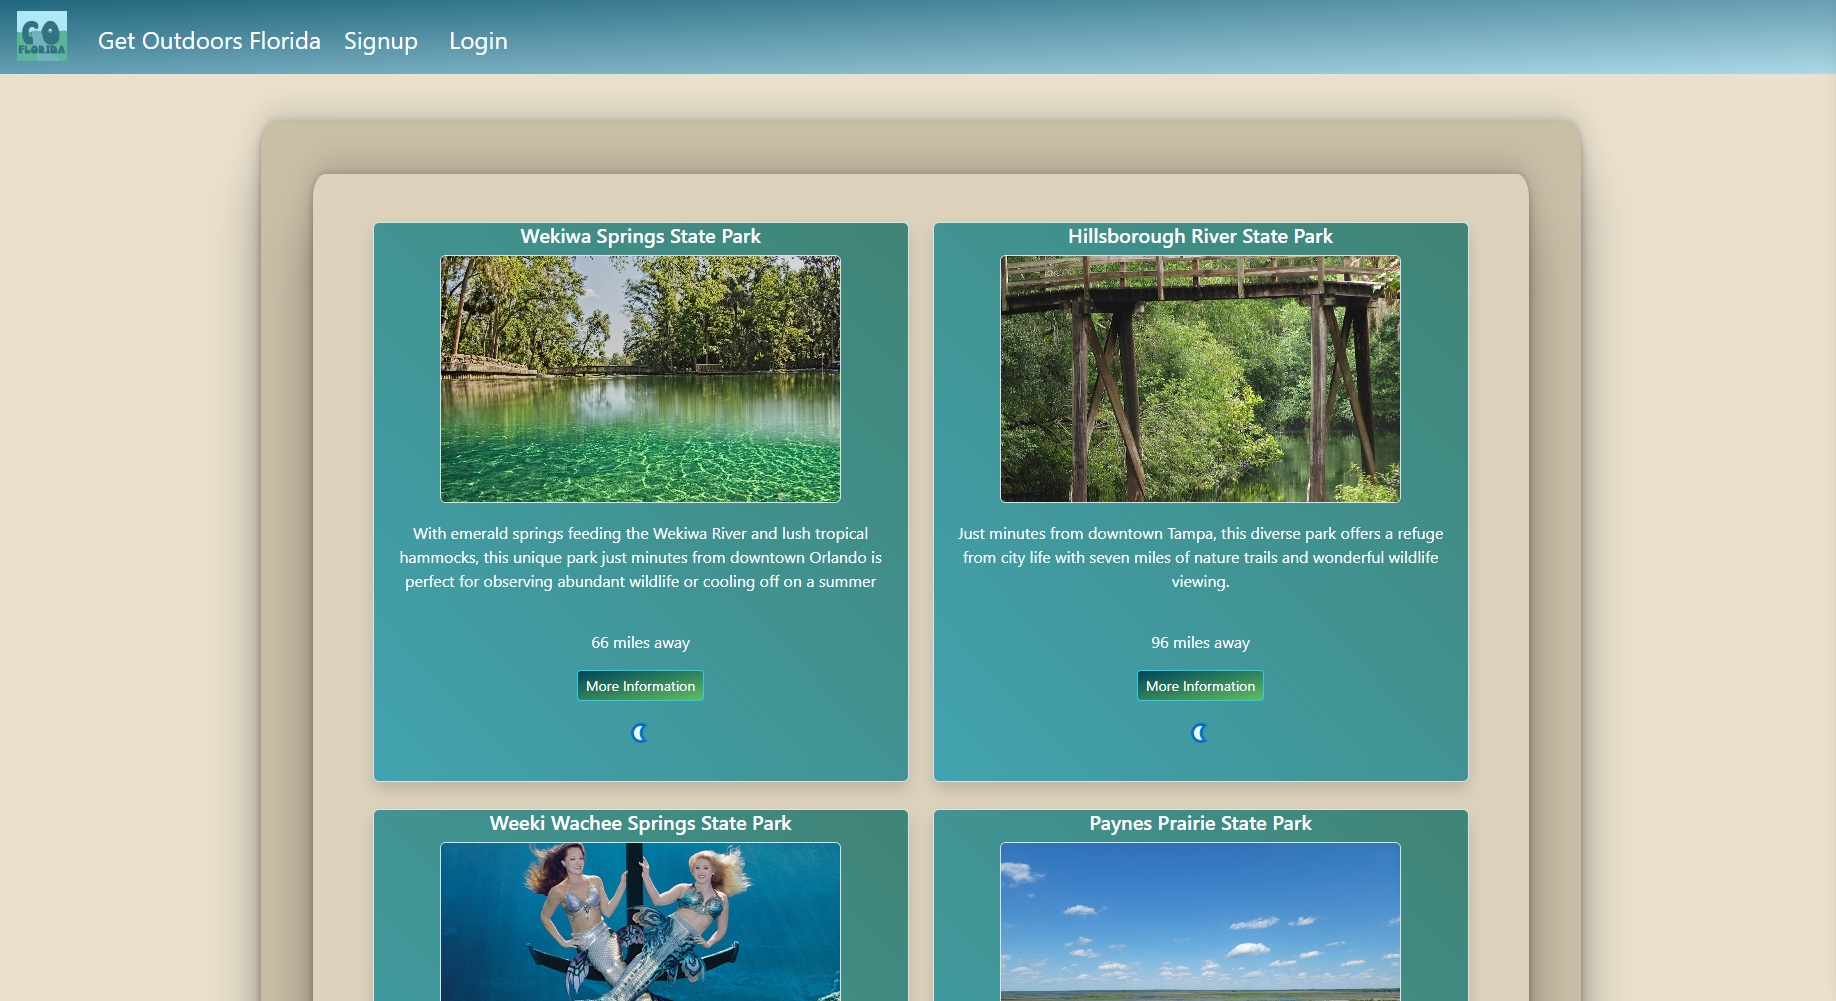 GO
FLORIDA
Get Outdoors Florida
Signup
Login
Wekiwa Springs State Park
With emerald springs feeding the Wekiwa River and lush tropical
hammocks, this unique park just minutes from downtown Orlando is
perfect for observing abundant wildlife or cooling off on a summer
66 miles away
More Information
Hillsborough River State Park
Just minutes from downtown Tampa, this diverse park offers a refuge
from city life with seven miles of nature trails and wonderful wildlife
viewing.
96 miles away
More Information
Weeki Wachee Springs State Park
Paynes Prairie State Park